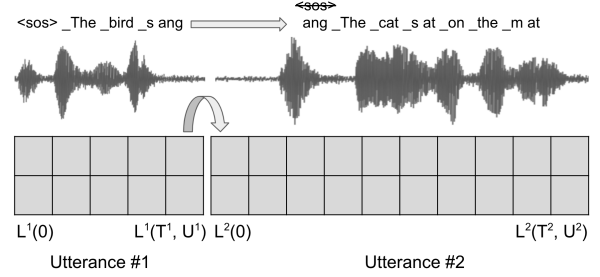 <sos>
<sos> _The _bird _s ang ang _The _cat _s at _on _the _m at
L¹(0) L¹(T¹, U¹) L²(0) L²(T², U²)
Utterance #1 Utterance #2